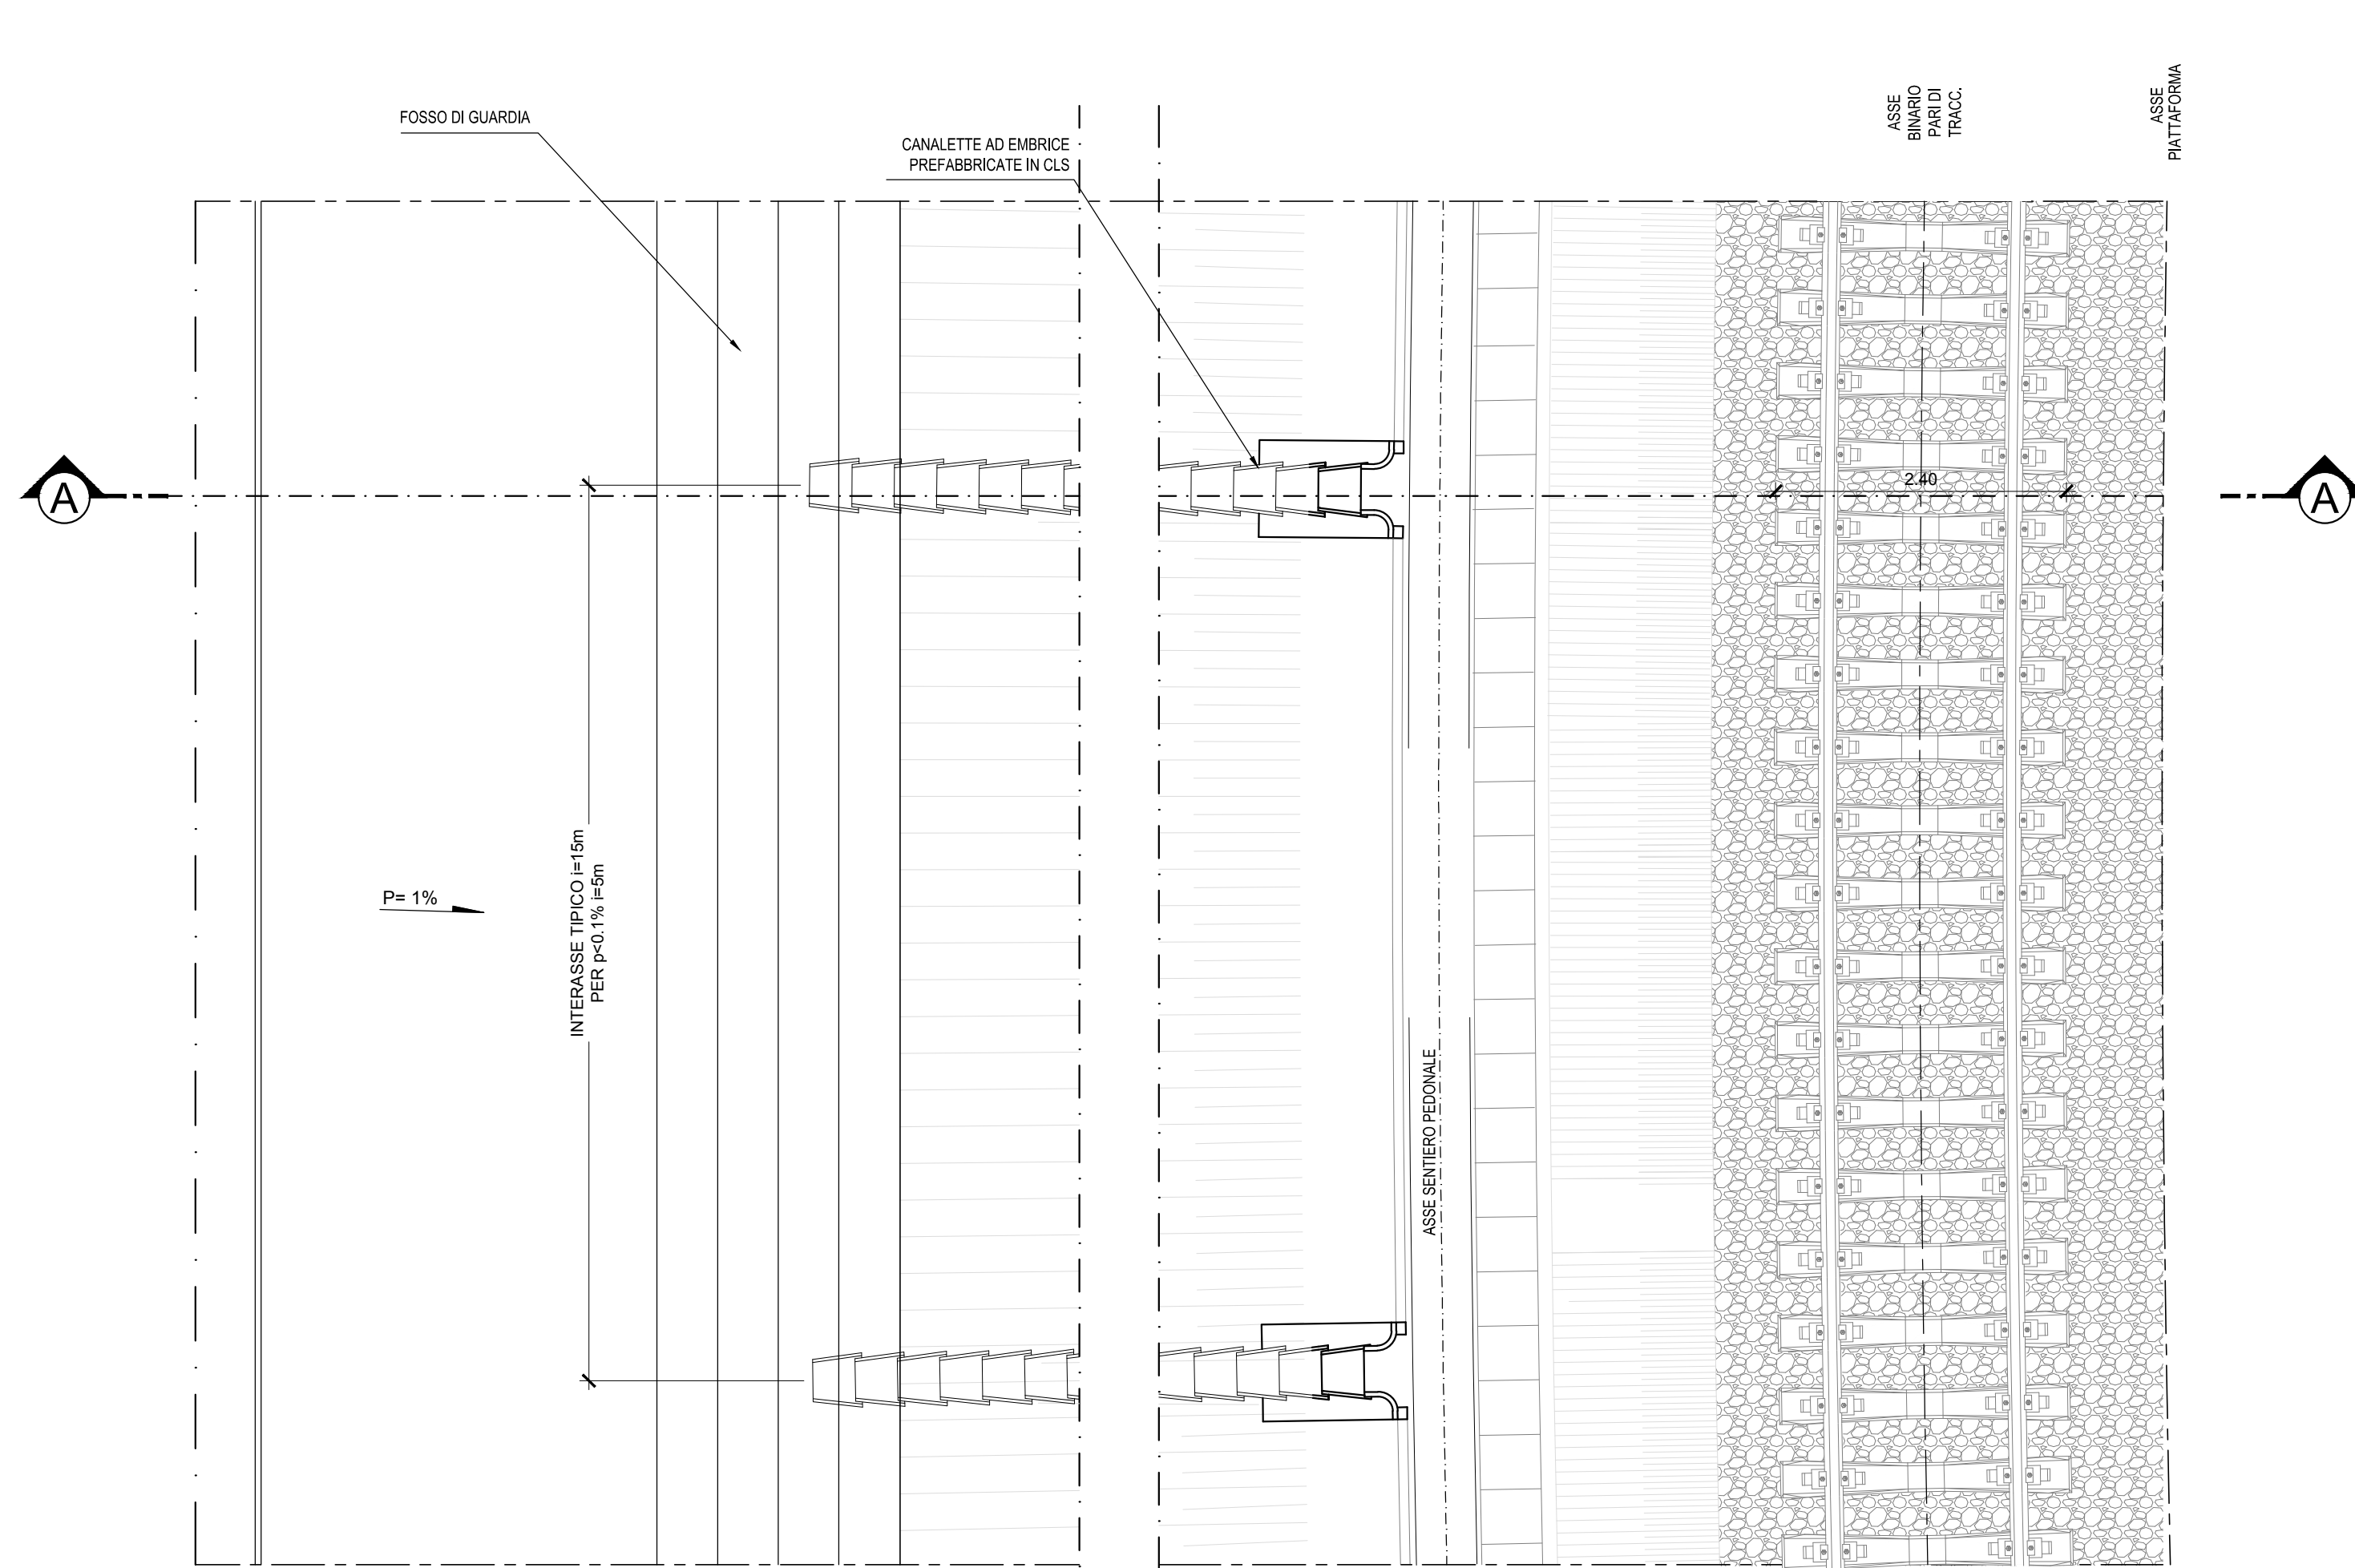 FOSSO DI GUARDIA
CANALETTE AD EMBRICE
PREFABBRICATE IN CLS
ASSE
BINARIO
PARI DI
TRACC.
ASSE
PIATTAFORMA
A
2.40
A
INTERASSE TIPICO i=15m
PER p<0.1% i=5m
P= 1%
ASSE SENTIERO PEDONALE